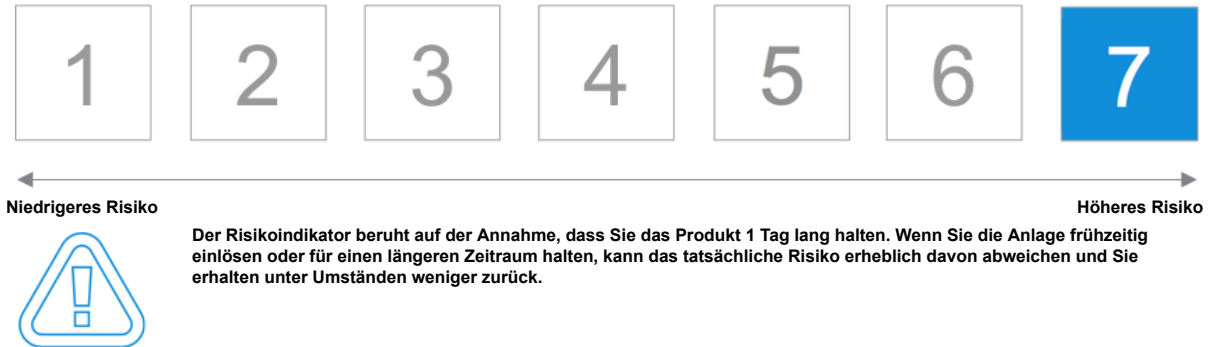 1 2 3 4 5 6 7
Niedrigeres Risiko Höheres Risiko
Der Risikoindikator beruht auf der Annahme, dass Sie das Produkt 1 Tag lang halten. Wenn Sie die Anlage frühzeitig
einlösen oder für einen längeren Zeitraum halten, kann das tatsächliche Risiko erheblich davon abweichen und Sie
erhalten unter Umständen weniger zurück.